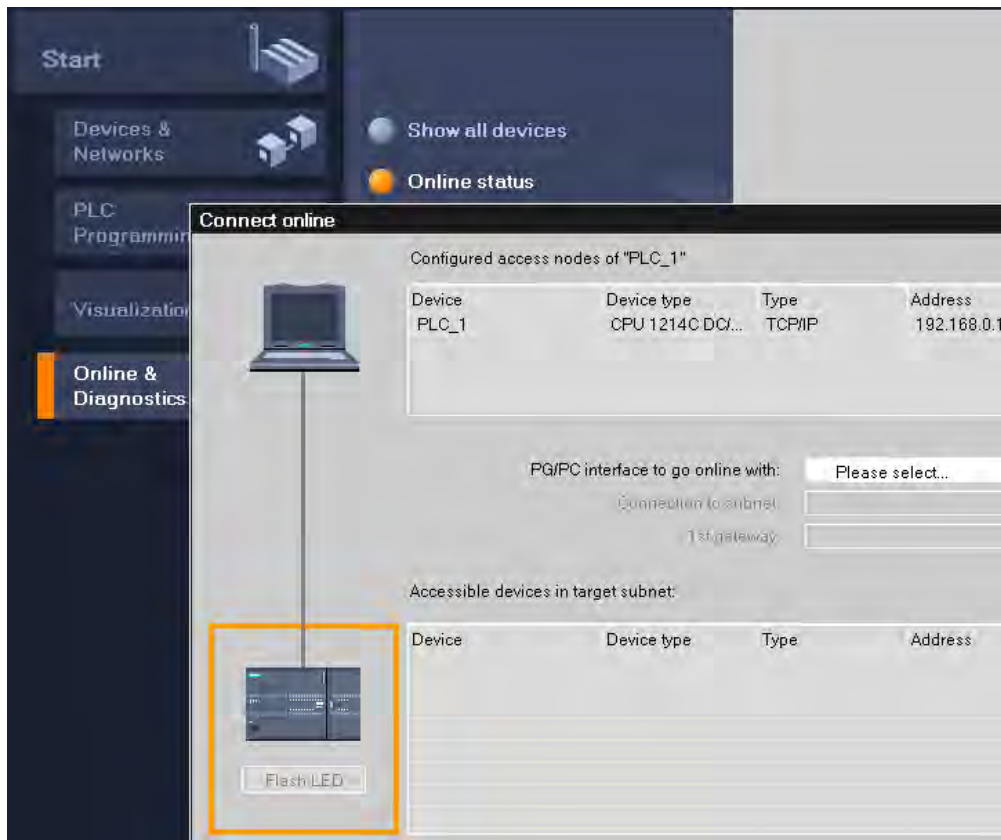 Start
Devices &
Networks
Show all devices
Online status
PLC
Programmin
Visualization
Online &
Diagnostics
Connect online
Configured access nodes of "PLC_1"
Device Device type Type Address
PLC_1 CPU 1214C DC/... TCP/IP 192.168.0.1
PG/PC interface to go online with: Please select...
Connection to subnet:
1st gateway:
Accessible devices in target subnet:
Device Device type Type Address
Flash LED